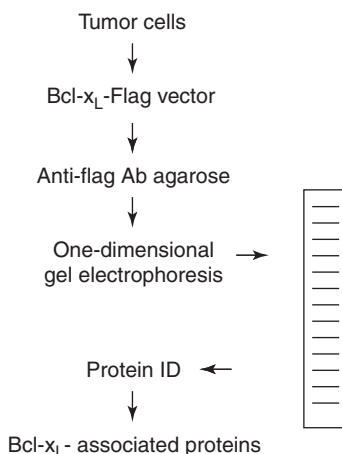 Tumor cells
Bcl-xL-Flag vector
Anti-flag Ab agarose
One-dimensional
gel electrophoresis
Protein ID
Bcl-xL- associated proteins